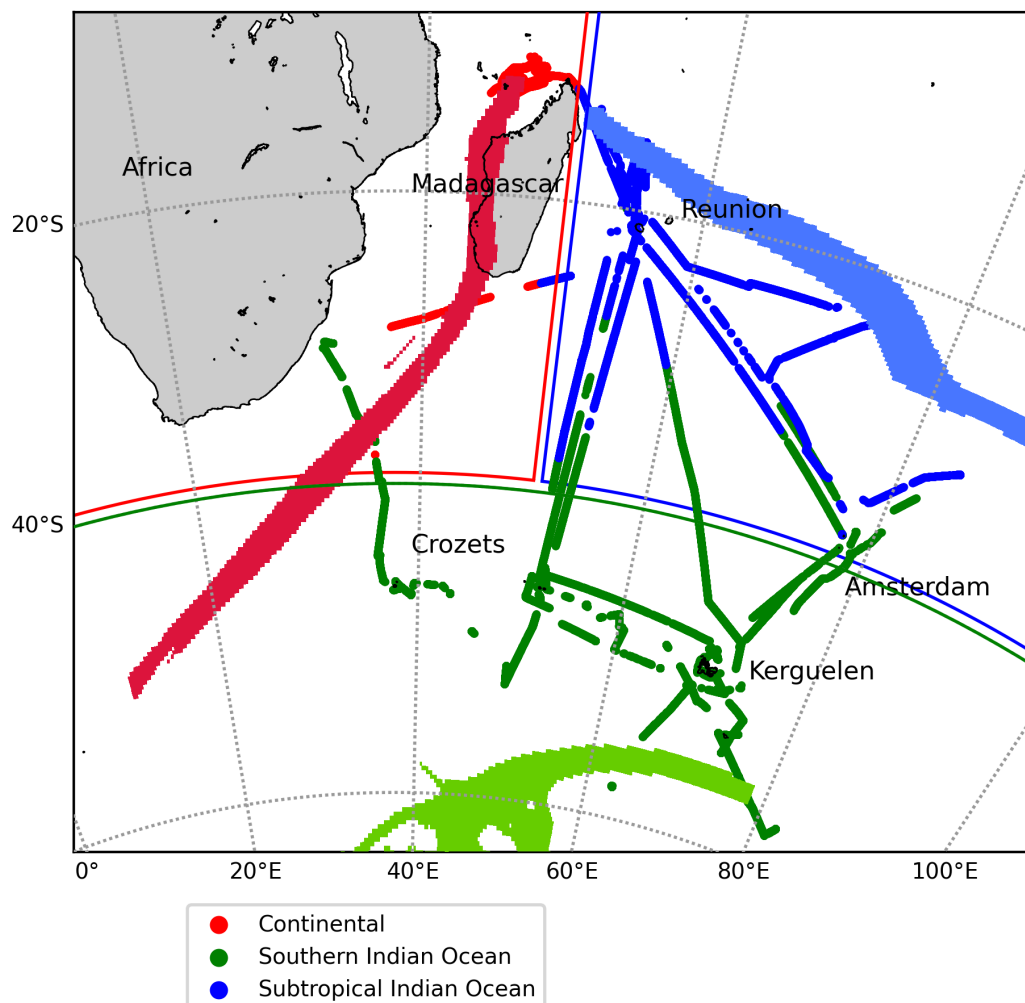 Africa
Madagascar
Reunion
20°S
40°S
Crozets
Amsterdam
Kerguelen
0°
20°E
40°E
60°E
80°E
100°E
Continental
Southern Indian Ocean
Subtropical Indian Ocean